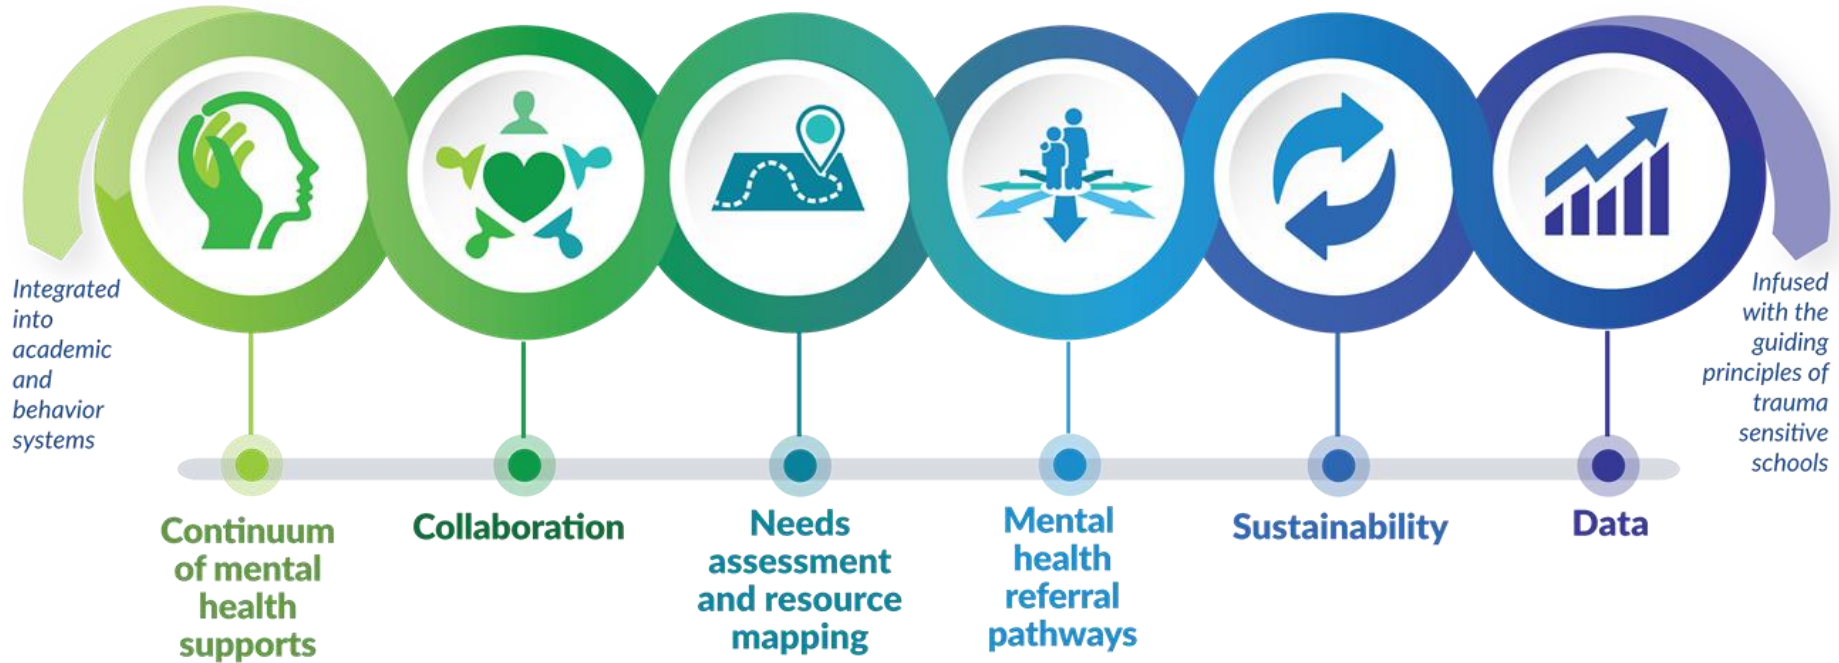 Integrated
into
academic
and
behavior
systems
Infused
with the
guiding
principles of
trauma
sensitive
schools
Continuum
of mental
health
supports
Collaboration
Needs
assessment
and resource
mapping
Mental
health
referral
pathways
Sustainability
Data